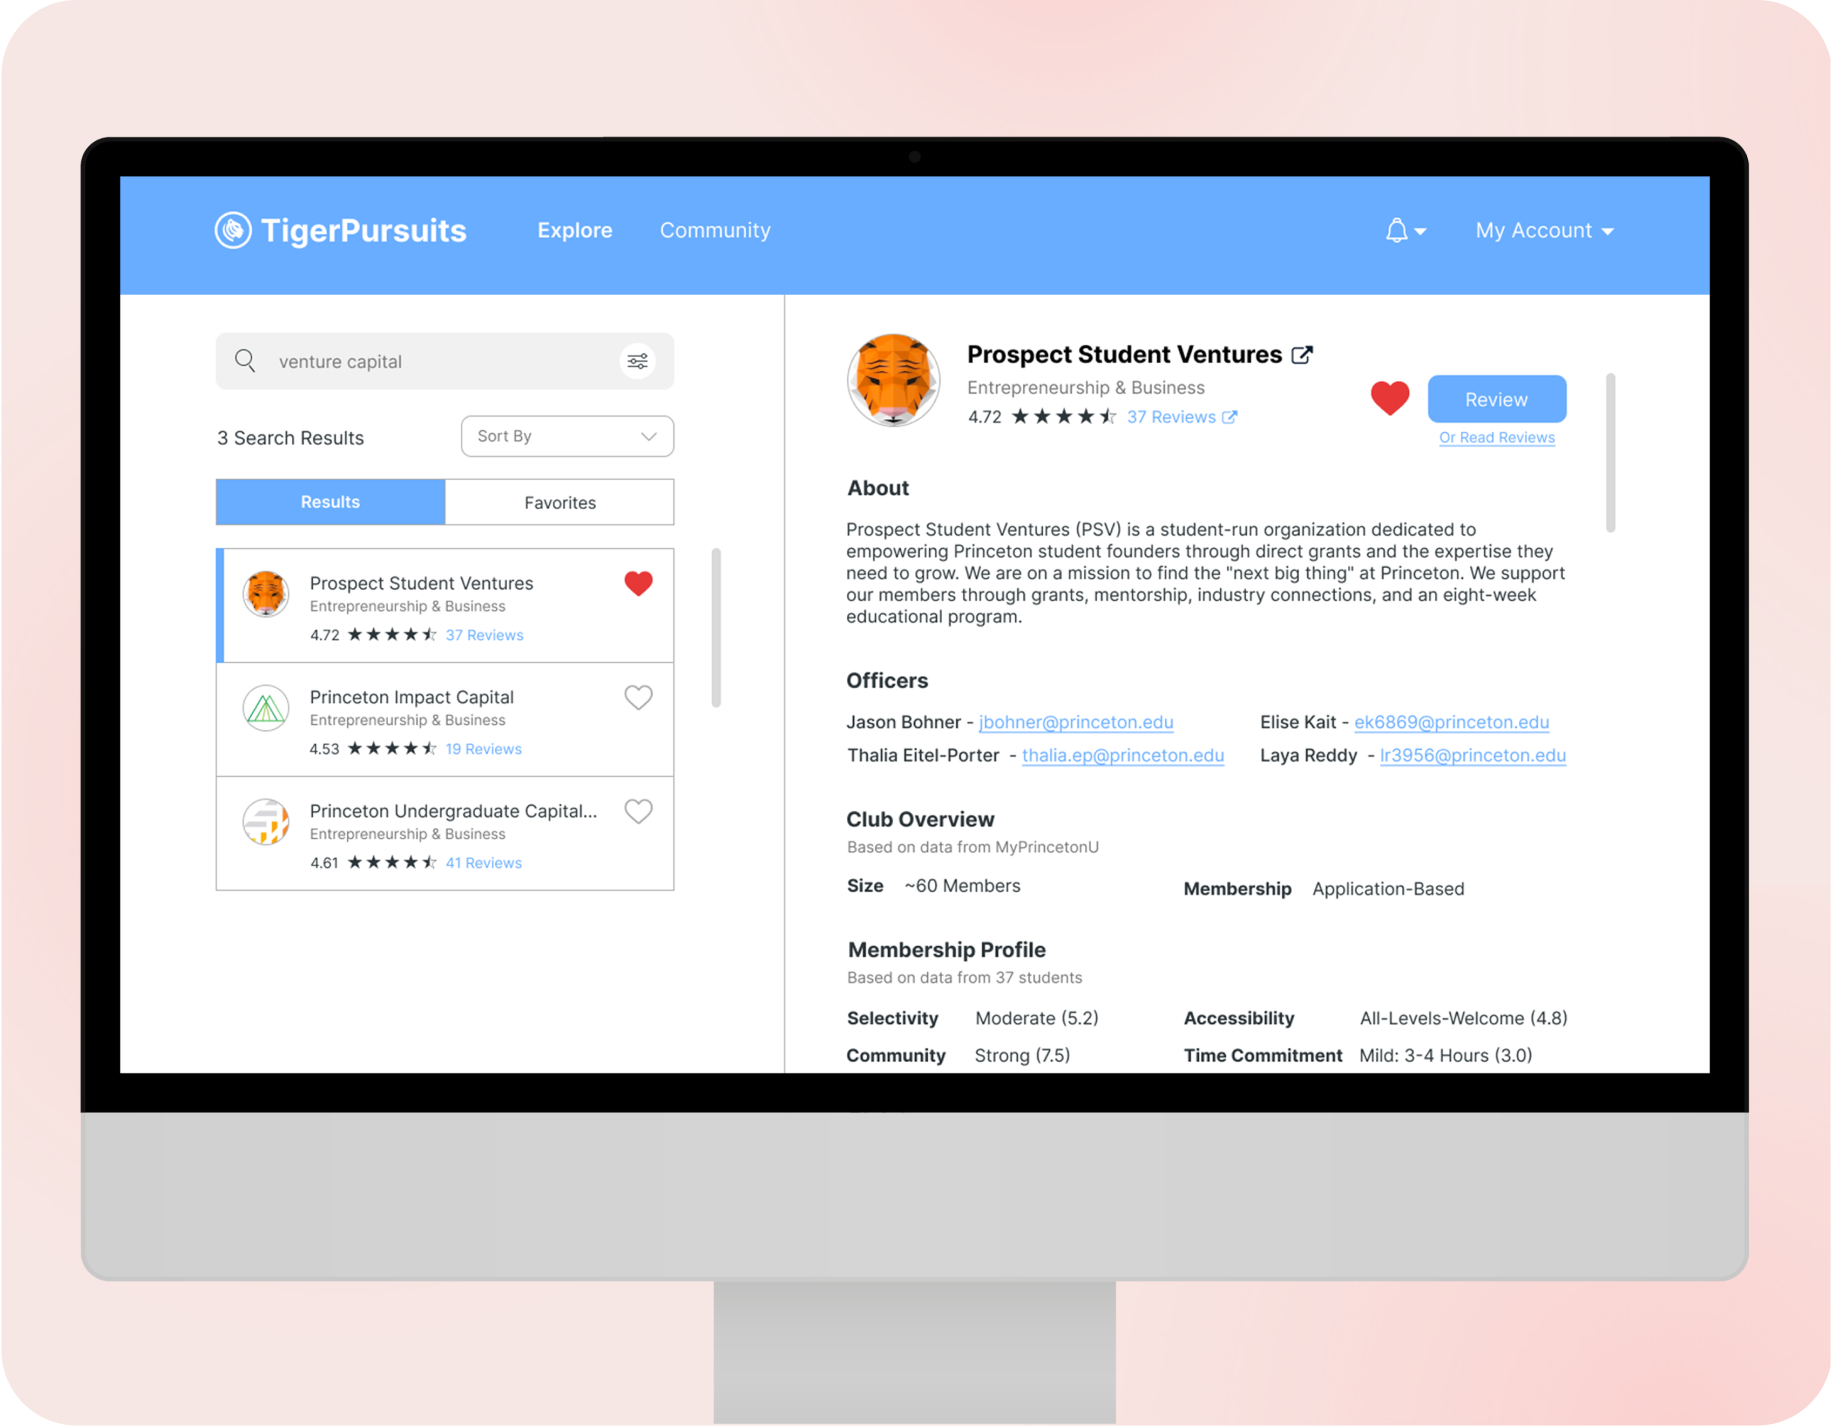 TigerPursuits
Explore
Community
My Account
venture capital
3 Search Results
Sort By
Results
Favorites
Prospect Student Ventures
Entrepreneurship & Business
4.72
37 Reviews
Princeton Impact Capital
Entrepreneurship & Business
4.53
19 Reviews
Princeton Undergraduate Capital...
Entrepreneurship & Business
4.61
41 Reviews
Prospect Student Ventures
Entrepreneurship & Business
4.72
37 Reviews
Review
Or Read Reviews
About
Prospect Student Ventures (PSV) is a student-run organization dedicated to
empowering Princeton student founders through direct grants and the expertise they
need to grow. We are on a mission to find the "next big thing" at Princeton. We support
our members through grants, mentorship, industry connections, and an eight-week
educational program.
Officers
Jason Bohner - jbohner@princeton.edu
Elise Kait - ek6869@princeton.edu
Thalia Eitel-Porter - thalia.ep@princeton.edu
Laya Reddy - lr3956@princeton.edu
Club Overview
Based on data from MyPrincetonU
Size ~60 Members
Membership Application-Based
Membership Profile
Based on data from 37 students
Selectivity Moderate (5.2)
Accessibility All-Levels-Welcome (4.8)
Community Strong (7.5)
Time Commitment Mild: 3-4 Hours (3.0)